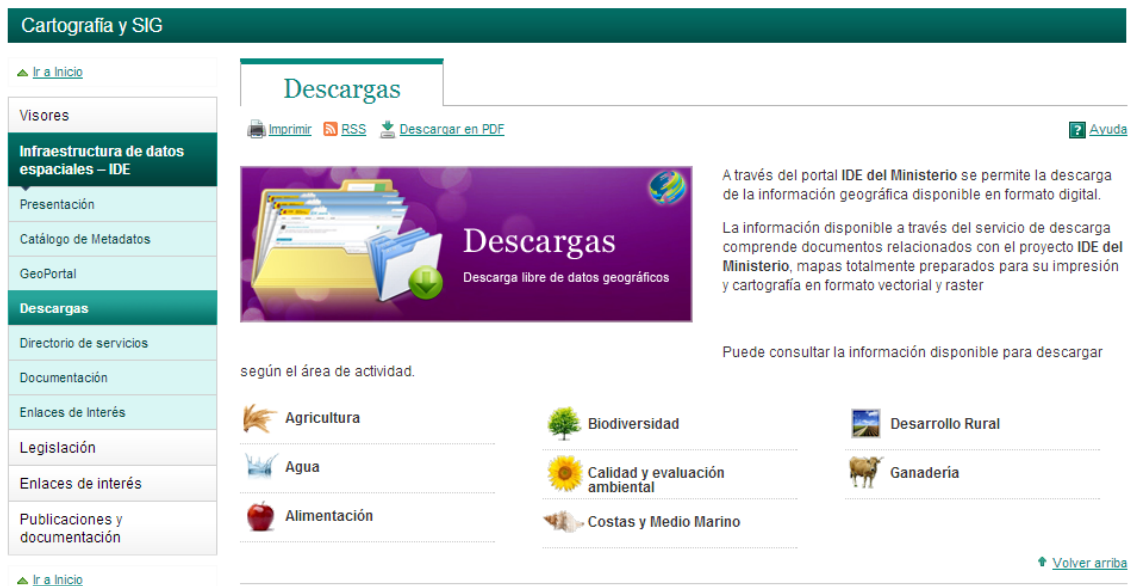 Cartografía y SIG
Ir a Inicio
Visores
Infraestructura de datos
espaciales – IDE
Presentación
Catálogo de Metadatos
GeoPortal
Descargas
Directorio de servicios
Documentación
Enlaces de Interés
Legislación
Enlaces de interés
Publicaciones y
documentación
Ir a Inicio
Descargas
Imprimir RSS Descargar en PDF
Ayuda
Descargas
Descarga libre de datos geográficos
A través del portal IDE del Ministerio se permite la descarga
de la información geográfica disponible en formato digital.
La información disponible a través del servicio de descarga
comprende documentos relacionados con el proyecto IDE del
Ministerio, mapas totalmente preparados para su impresión
y cartografía en formato vectorial y raster
Puede consultar la información disponible para descargar
según el área de actividad.
Agricultura
Agua
Alimentación
Biodiversidad
Calidad y evaluación
ambiental
Costas y Medio Marino
Desarrollo Rural
Ganadería
Volver arriba